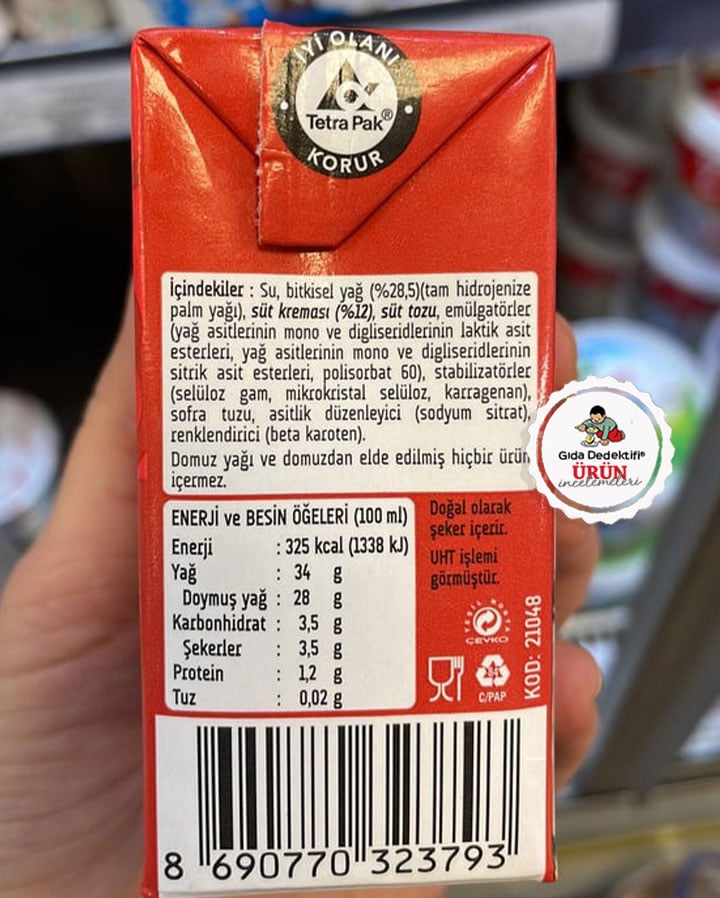 İYİ OLANI
Tetra Pak®
KORUR
İçindekiler : Su, bitkisel yağ (%28,5)(tam hidrojenize
palm yağı), süt kreması (%12), süt tozu, emülgatörler
(yağ asitlerinin mono ve digliseridlerinin laktik asit
esterleri, yağ asitlerinin mono ve digliseridlerinin
sitrik asit esterleri, polisorbat 60), stabilizatörler
(selüloz gam, mikrokristal selüloz, karragenan),
sofra tuzu, asitlik düzenleyici (sodyum sitrat),
renklendirici (beta karoten).
Domuz yağı ve domuzdan elde edilmiş hiçbir ürün
içermez.
Gıda Dedektifi®
ÜRÜN
incelemeleri
ENERJİ ve BESİN ÖĞELERİ (100 ml)
Enerji : 325 kcal (1338 kJ)
Yağ : 34 g
Doymuş yağ : 28 g
Karbonhidrat : 3,5 g
Şekerler : 3,5 g
Protein : 1,2 g
Tuz : 0,02 g
Doğal olarak
şeker içerir.
UHT işlemi
görmüştür.
YEŞİL NOKTA
ÇEVKO
84
C/PAP
KOD: 21048
8 690770 323793